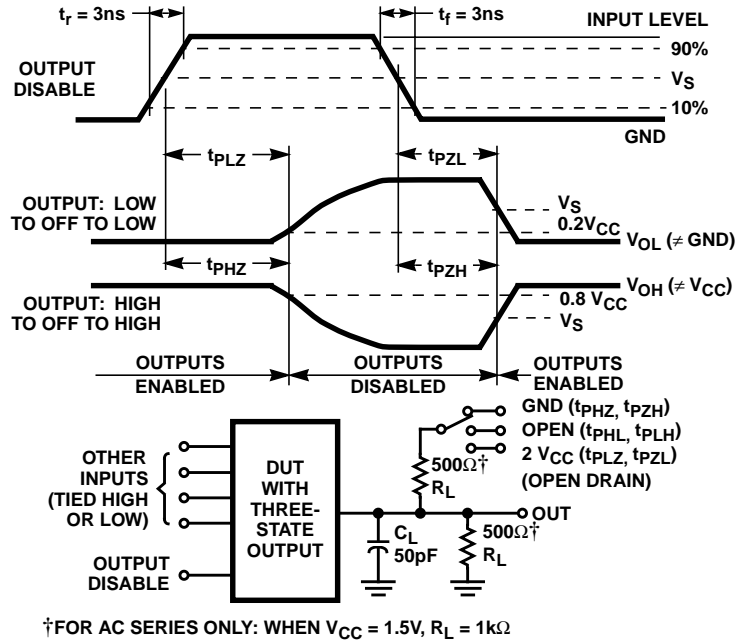 tr = 3ns
tf = 3ns
INPUT LEVEL
90%
VS
10%
GND
OUTPUT
DISABLE
tPLZ
tPZL
OUTPUT: LOW
TO OFF TO LOW
VS
0.2VCC
VOL (≠ GND)
tPHZ
tPZH
OUTPUT: HIGH
TO OFF TO HIGH
VOH (≠ VCC)
0.8 VCC
VS
OUTPUTS
ENABLED
OUTPUTS
DISABLED
OUTPUTS
ENABLED
GND (tPHZ, tPZH)
OPEN (tPHL, tPLH)
2 VCC (tPLZ, tPZL)
(OPEN DRAIN)
OTHER
INPUTS
(TIED HIGH
OR LOW)
OUTPUT
DISABLE
DUT
WITH
THREE-
STATE
OUTPUT
500Ω†
RL
OUT
CL
50pF
500Ω†
RL
†FOR AC SERIES ONLY: WHEN VCC = 1.5V, RL = 1kΩ